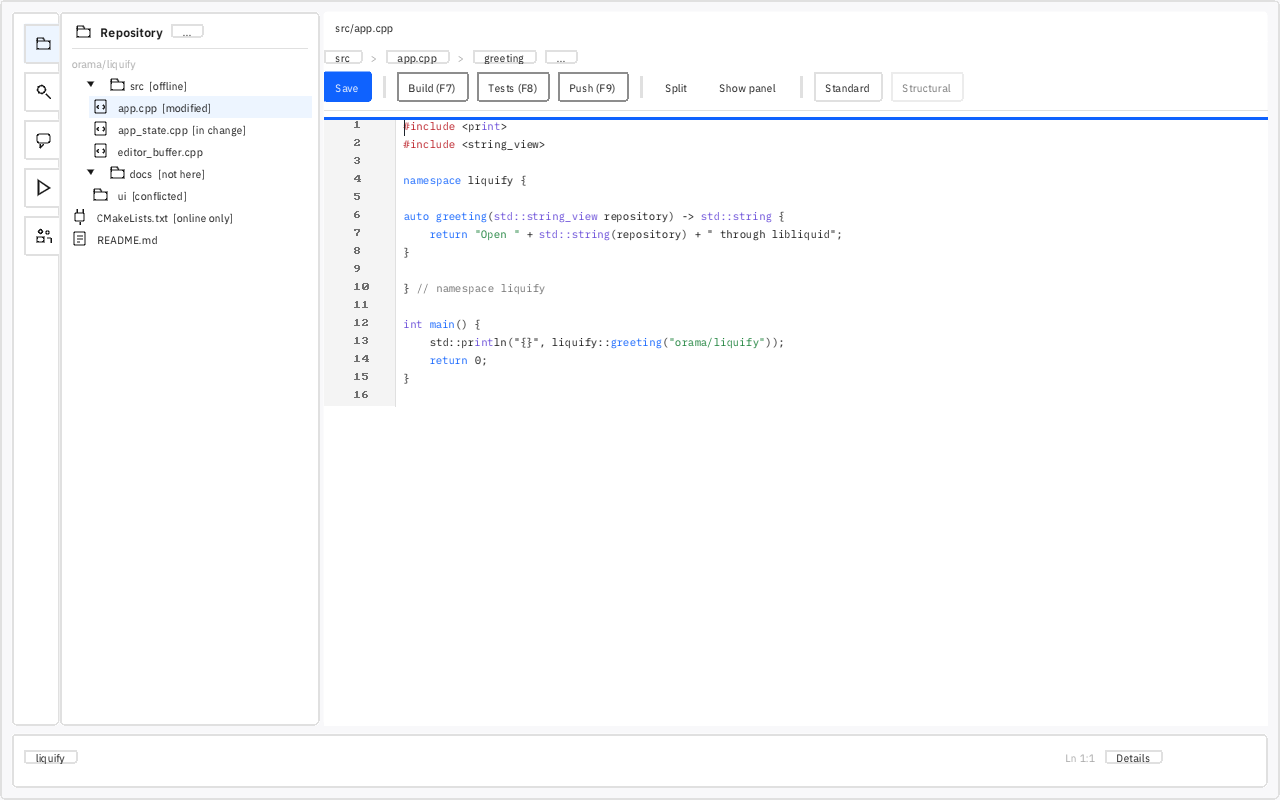 Repository ...
orama/liquify
src [offline]
app.cpp [modified]
app_state.cpp [in change]
editor_buffer.cpp
docs [not here]
ui [conflicted]
CMakeLists.txt [online only]
README.md
src/app.cpp
src > app.cpp > greeting ...
Save Build (F7) Tests (F8) Push (F9) Split Show panel Standard Structural
1 #include <print>
2 #include <string_view>
3
4 namespace liquify {
5
6 auto greeting(std::string_view repository) -> std::string {
7     return "Open " + std::string(repository) + " through libliquid";
8 }
9
10 } // namespace liquify
11
12 int main() {
13     std::println("{}", liquify::greeting("orama/liquify"));
14     return 0;
15 }
16
liquify Ln 1:1 Details